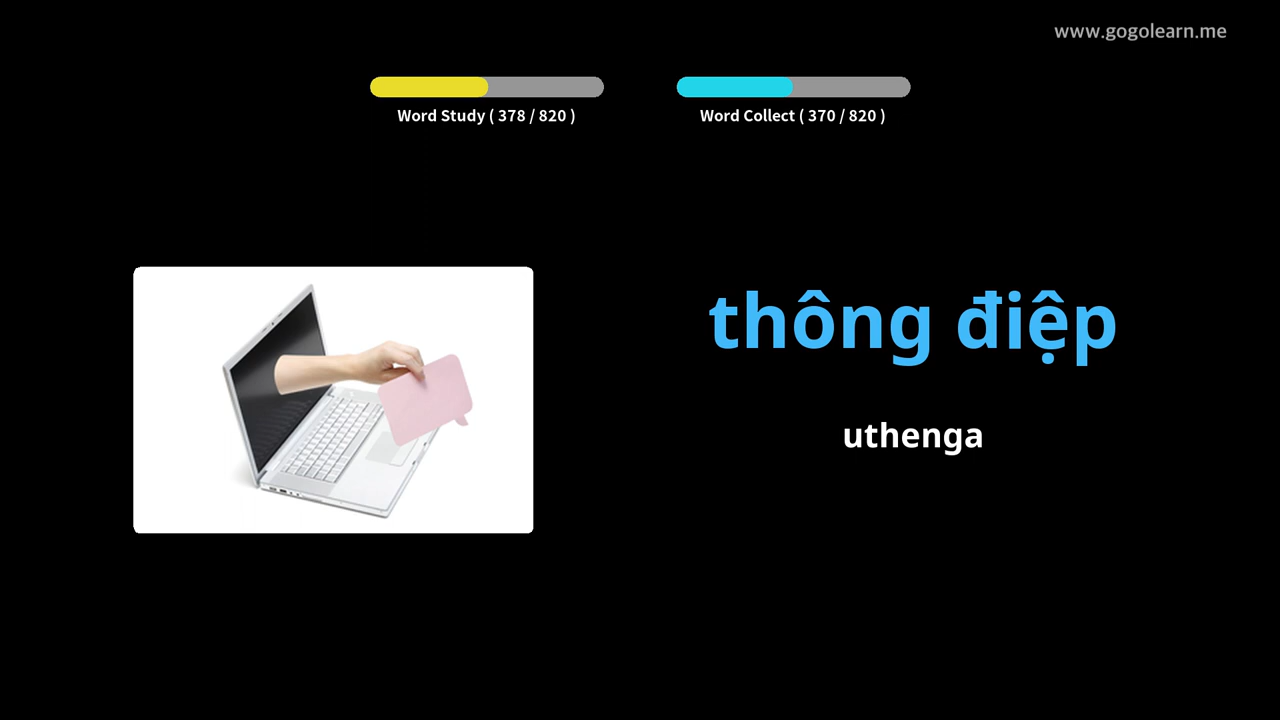 www.gogolearn.me
Word Study ( 378 / 820 )
Word Collect ( 370 / 820 )
thông điệp
uthenga